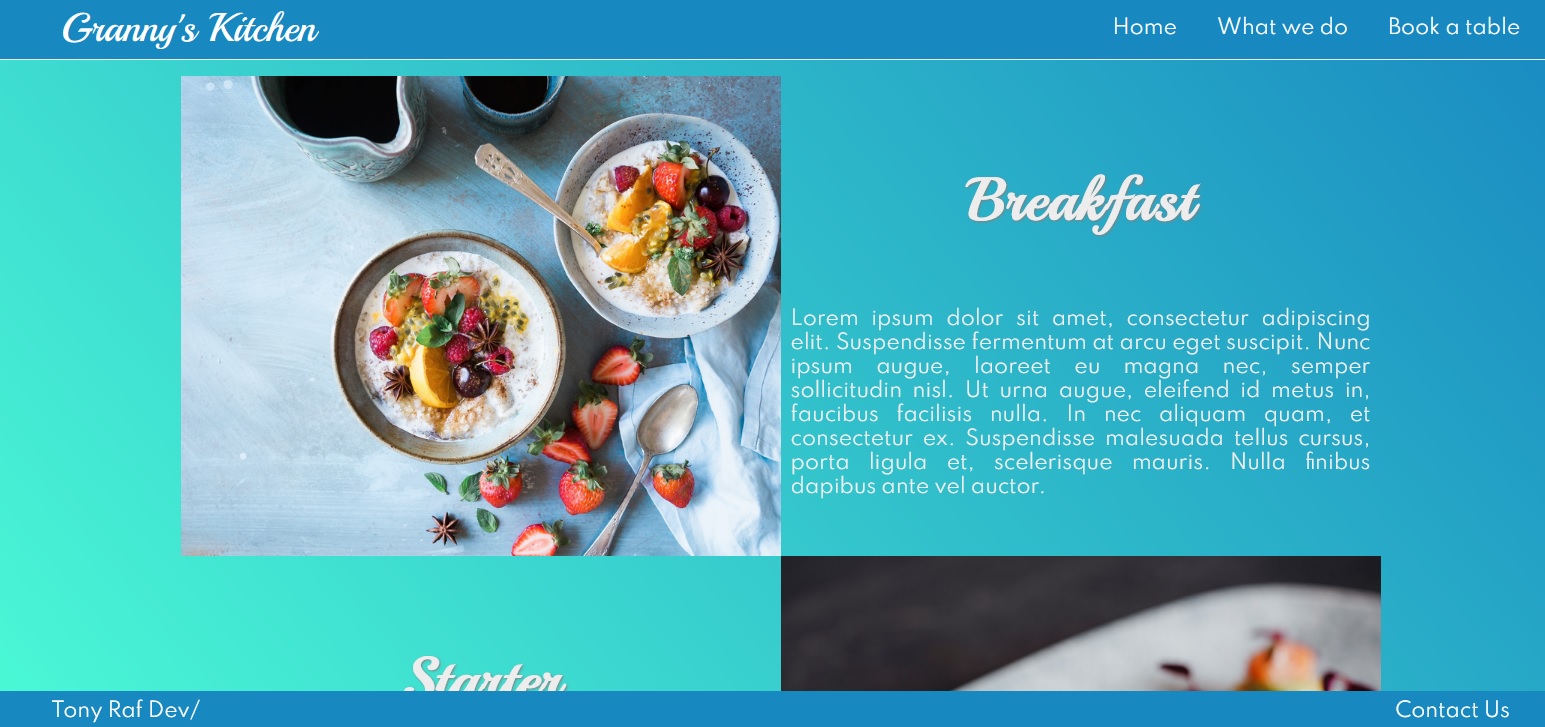 Granny's Kitchen
Home What we do Book a table
Breakfast
Lorem ipsum dolor sit amet, consectetur adipiscing
elit. Suspendisse fermentum at arcu eget suscipit. Nunc
ipsum augue, laoreet eu magna nec, semper
sollicitudin nisl. Ut urna augue, eleifend id metus in,
faucibus facilisis nulla. In nec aliquam quam, et
consectetur ex. Suspendisse malesuada tellus cursus,
porta ligula et, scelerisque mauris. Nulla finibus
dapibus ante vel auctor.
Starter
Tony Raf Dev/
Contact Us